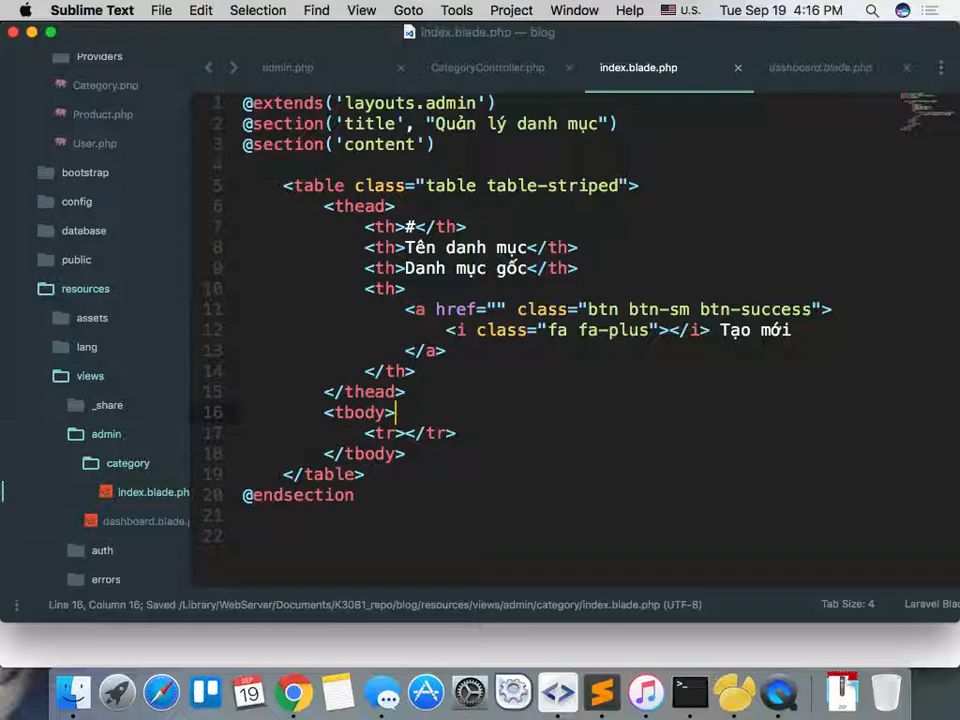 Sublime Text File Edit Selection Find View Goto Tools Project Window Help U.S. Tue Sep 19 4:16 PM
index.blade.php — blog
admin.php CategoryController.php index.blade.php dashboard.blade.php
Providers
Category.php
Product.php
User.php
bootstrap
config
database
public
resources
assets
lang
views
_share
admin
category
index.blade.ph
dashboard.blade.p
auth
errors
1 @extends('layouts.admin')
2 @section('title', "Quản lý danh mục")
3 @section('content')
4
5 <table class="table table-striped">
6 <thead>
7 <th>#</th>
8 <th>Tên danh mục</th>
9 <th>Danh mục gốc</th>
10 <th>
11 <a href="" class="btn btn-sm btn-success">
12 <i class="fa fa-plus"></i> Tạo mới
13 </a>
14 </th>
15 </thead>
16 <tbody>
17 <tr></tr>
18 </tbody>
19 </table>
20 @endsection
21
22
Line 16, Column 16; Saved /Library/WebServer/Documents/K3081_repo/blog/resources/views/admin/category/index.blade.php (UTF-8) Tab Size: 4 Laravel Bla
SEP
19
ZIP